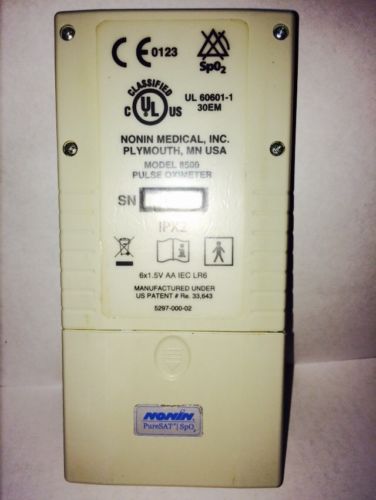 CE 0123
SpO₂
CLASSIFIED
C UL US
UL 60601-1
30EM
NONIN MEDICAL, INC.
PLYMOUTH, MN USA
MODEL 8500
PULSE OXIMETER
SN
IPX2
6x1.5V AA IEC LR6
MANUFACTURED UNDER
US PATENT # Re. 33,643
5297-000-02
NONIN
PureSAT® | SpO₂